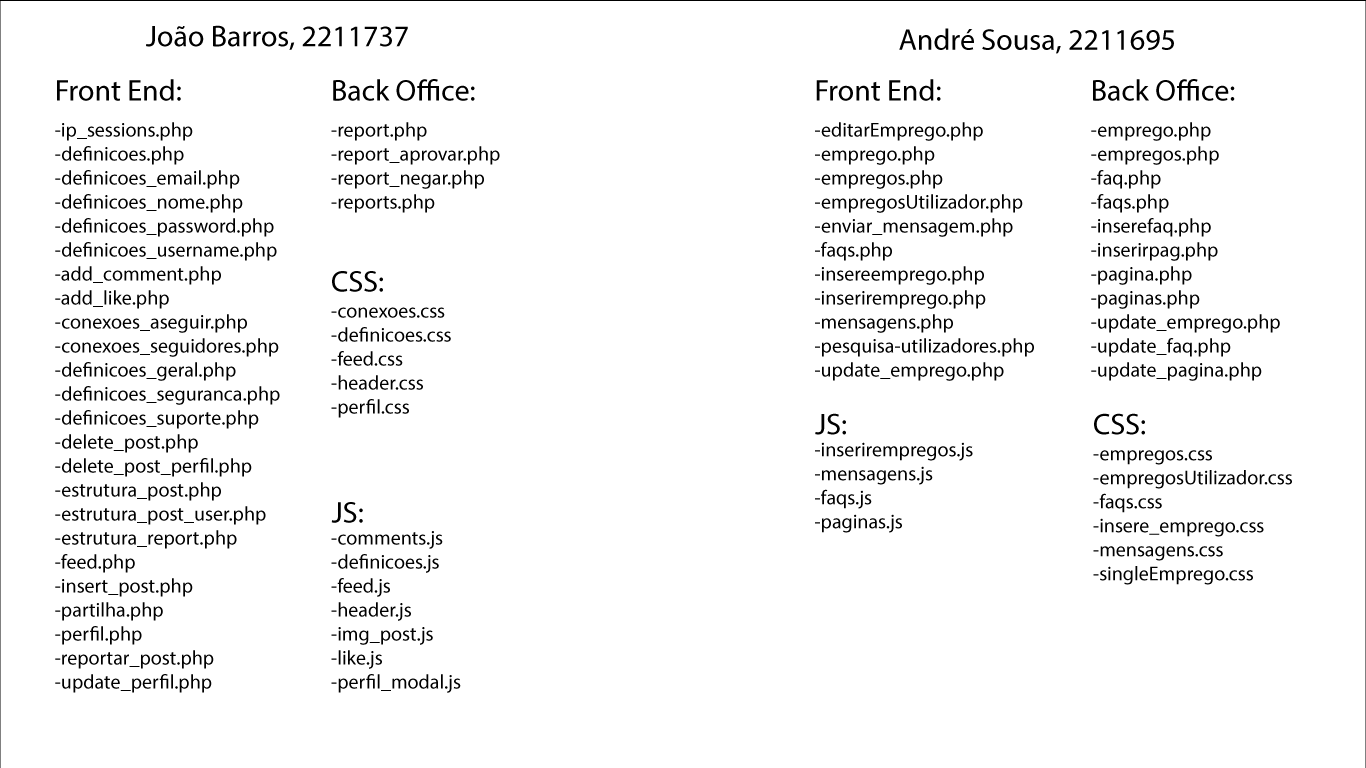 João Barros, 2211737
Front End:
-ip_sessions.php
-definicoes.php
-definicoes_email.php
-definicoes_nome.php
-definicoes_password.php
-definicoes_username.php
-add_comment.php
-add_like.php
-conexoes_aseguir.php
-conexoes_seguidores.php
-definicoes_geral.php
-definicoes_seguranca.php
-definicoes_suporte.php
-delete_post.php
-delete_post_perfil.php
-estrutura_post.php
-estrutura_post_user.php
-estrutura_report.php
-feed.php
-insert_post.php
-partilha.php
-perfil.php
-reportar_post.php
-update_perfil.php
Back Office:
-report.php
-report_aprovar.php
-report_negar.php
-reports.php
CSS:
-conexoes.css
-definicoes.css
-feed.css
-header.css
-perfil.css
JS:
-comments.js
-definicoes.js
-feed.js
-header.js
-img_post.js
-like.js
-perfil_modal.js
André Sousa, 2211695
Front End:
-editarEmprego.php
-emprego.php
-empregos.php
-empregosUtilizador.php
-enviar_mensagem.php
-faqs.php
-insereemprego.php
-inseriremprego.php
-mensagens.php
-pesquisa-utilizadores.php
-update_emprego.php
JS:
-inserirempregos.js
-mensagens.js
-faqs.js
-paginas.js
Back Office:
-emprego.php
-empregos.php
-faq.php
-faqs.php
-inserefaq.php
-inserirpag.php
-pagina.php
-paginas.php
-update_emprego.php
-update_faq.php
-update_pagina.php
CSS:
-empregos.css
-empregosUtilizador.css
-faqs.css
-insere_emprego.css
-mensagens.css
-singleEmprego.css